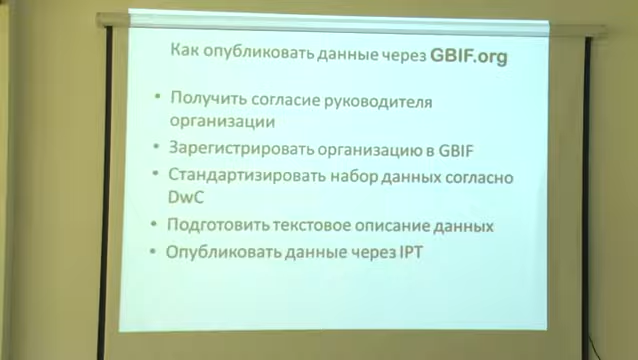 Как опубликовать данные через GBIF.org
• Получить согласие руководителя
организации
• Зарегистрировать организацию в GBIF
• Стандартизировать набор данных согласно
DwC
• Подготовить текстовое описание данных
• Опубликовать данные через IPT